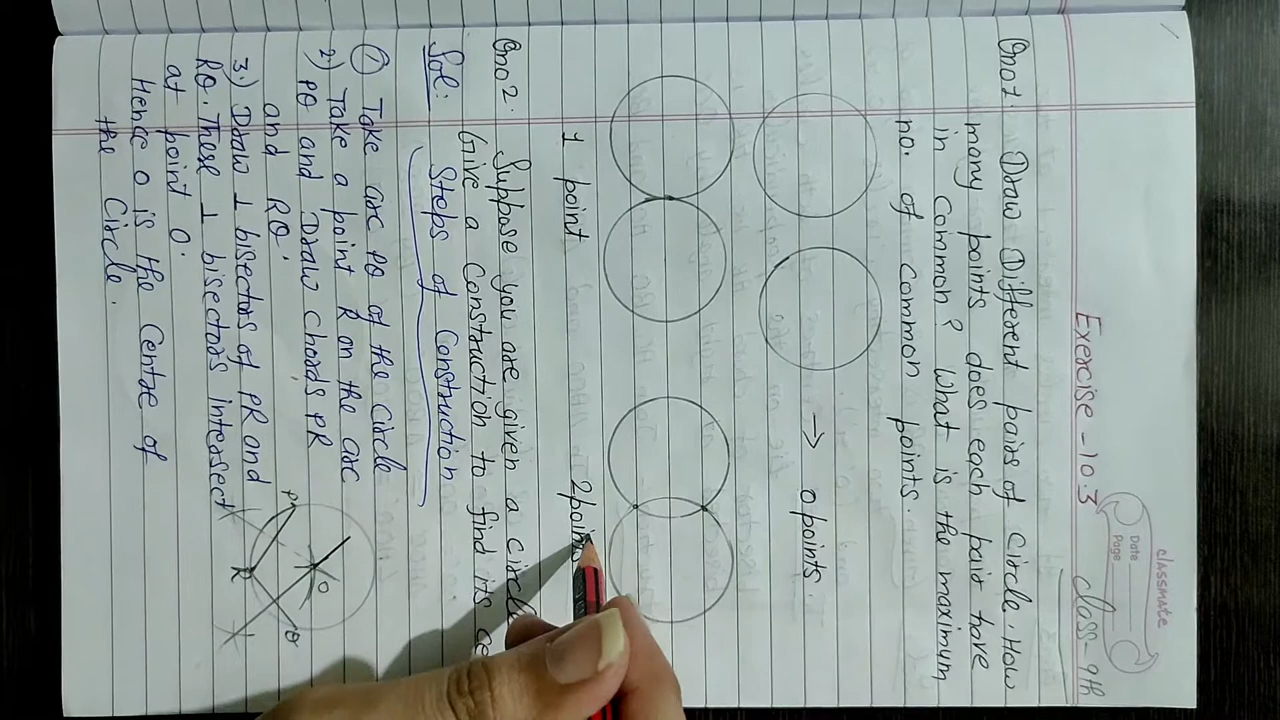 classmate
Date
Page
Exercise - 10.3
Class - 9th
Qno1. Draw Different pairs of Circle. How
many points does each pair have
in common? What is the maximum
no. of common points.
→ 0 points.
1 point
2 points
Qno 2. Suppose you are given a circle
Give a Construction to find its ce
Sol: Steps of Construction
① Take arc PQ of the circle
2) Take a point R on the arc
PQ and Draw chords PR
and RQ.
3.) Draw ⊥ bisectors of PR and
RQ. These ⊥ bisectors intersect
at point O.
Hence O is the Centre of
the Circle.
P
O
R
Q